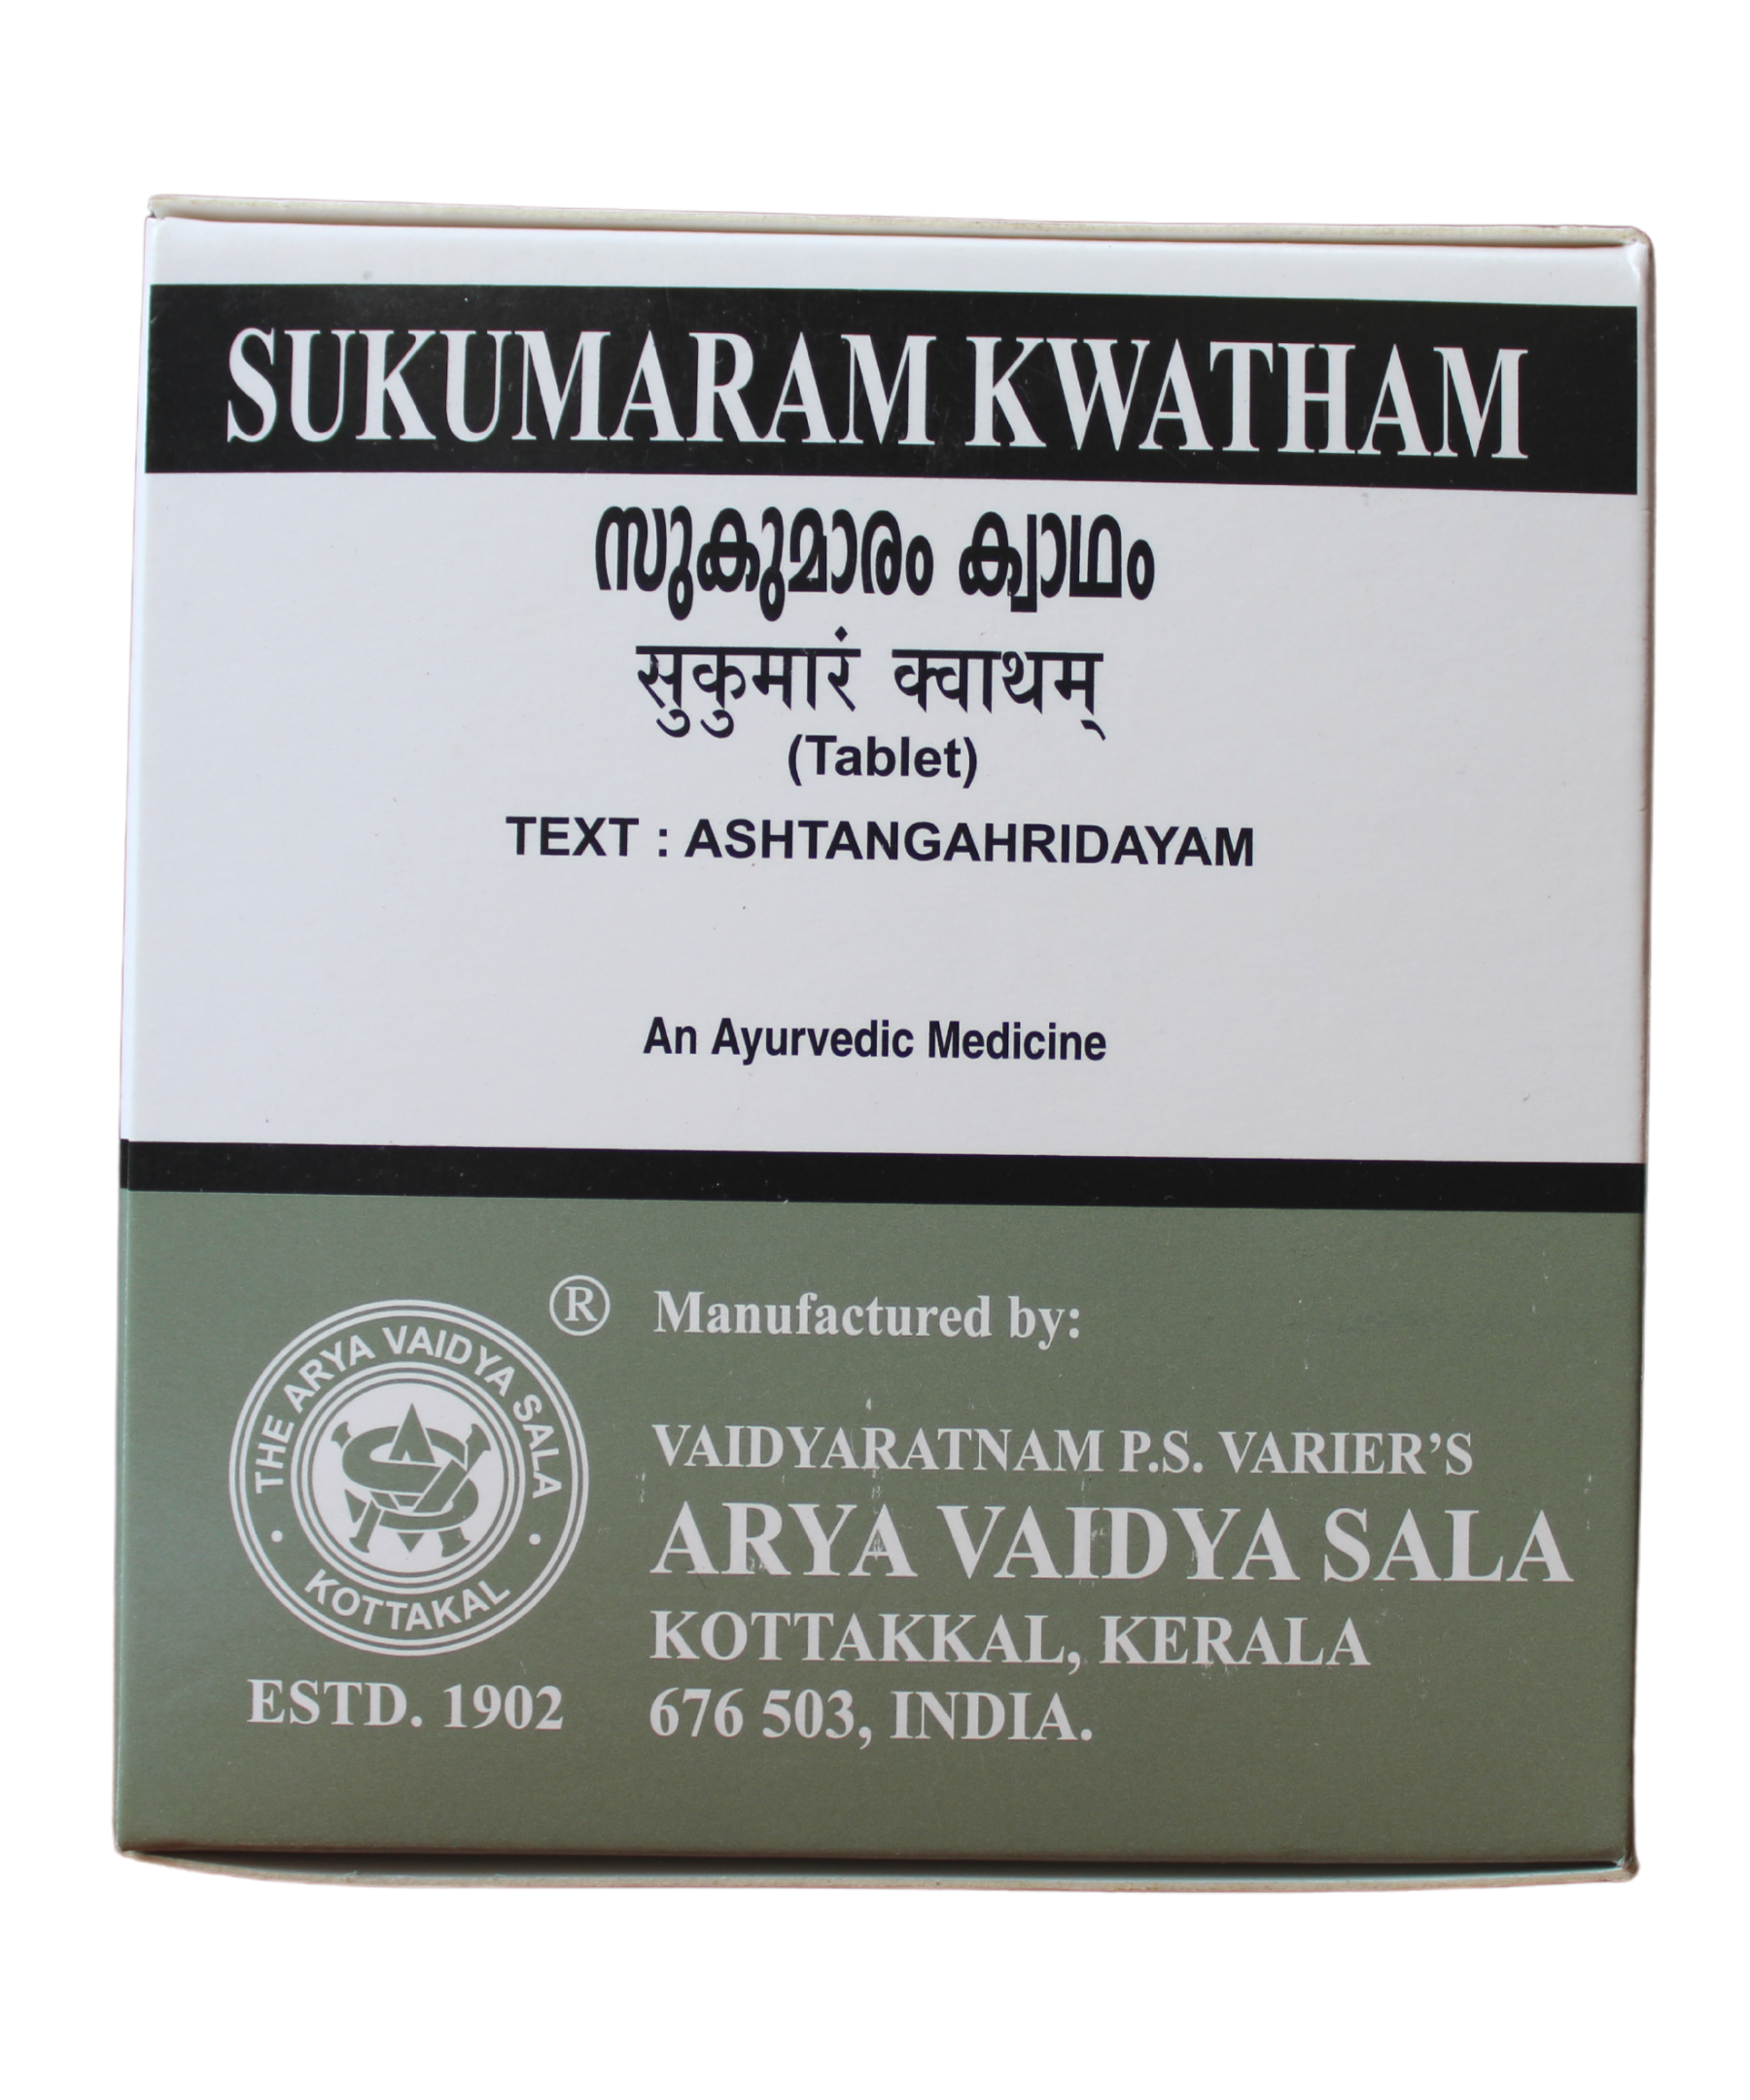 SUKUMARAM KWATHAM
സുകുമാരം ക്വാഥം
सुकुमारं क्वाथम्
(Tablet)
TEXT : ASHTANGAHRIDAYAM
An Ayurvedic Medicine
THE ARYA VAIDYA SALA
KOTTAKAL
®
ESTD. 1902
Manufactured by:
VAIDYARATNAM P.S. VARIER'S
ARYA VAIDYA SALA
KOTTAKKAL, KERALA
676 503, INDIA.